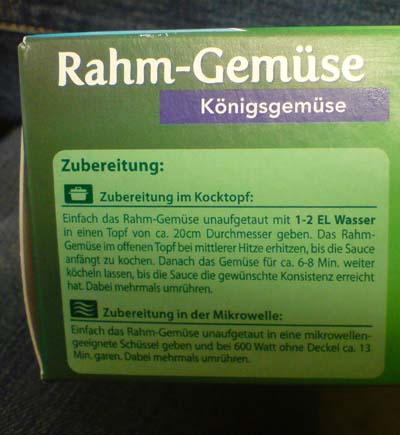 Rahm-Gemüse
Königsgemüse
Zubereitung:
Zubereitung im Kocktopf:
Einfach das Rahm-Gemüse unaufgetaut mit 1-2 EL Wasser
in einen Topf von ca. 20cm Durchmesser geben. Das Rahm-
Gemüse im offenen Topf bei mittlerer Hitze erhitzen, bis die Sauce
anfängt zu kochen. Danach das Gemüse für ca. 6-8 Min. weiter
köcheln lassen, bis die Sauce die gewünschte Konsistenz erreicht
hat. Dabei mehrmals umrühren.
Zubereitung in der Mikrowelle:
Einfach das Rahm-Gemüse unaufgetaut in eine mikrowellen-
geeignete Schüssel geben und bei 600 Watt ohne Deckel ca. 13
Min. garen. Dabei mehrmals umrühren.